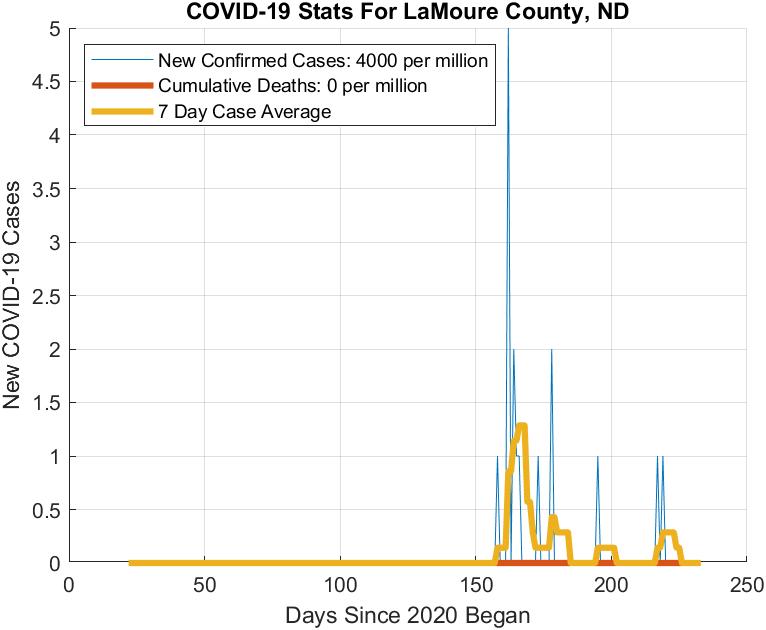 COVID-19 Stats For LaMoure County, ND
New Confirmed Cases: 4000 per million
Cumulative Deaths: 0 per million
7 Day Case Average
New COVID-19 Cases
5
4.5
4
3.5
3
2.5
2
1.5
1
0.5
0
0 50 100 150 200 250
Days Since 2020 Began